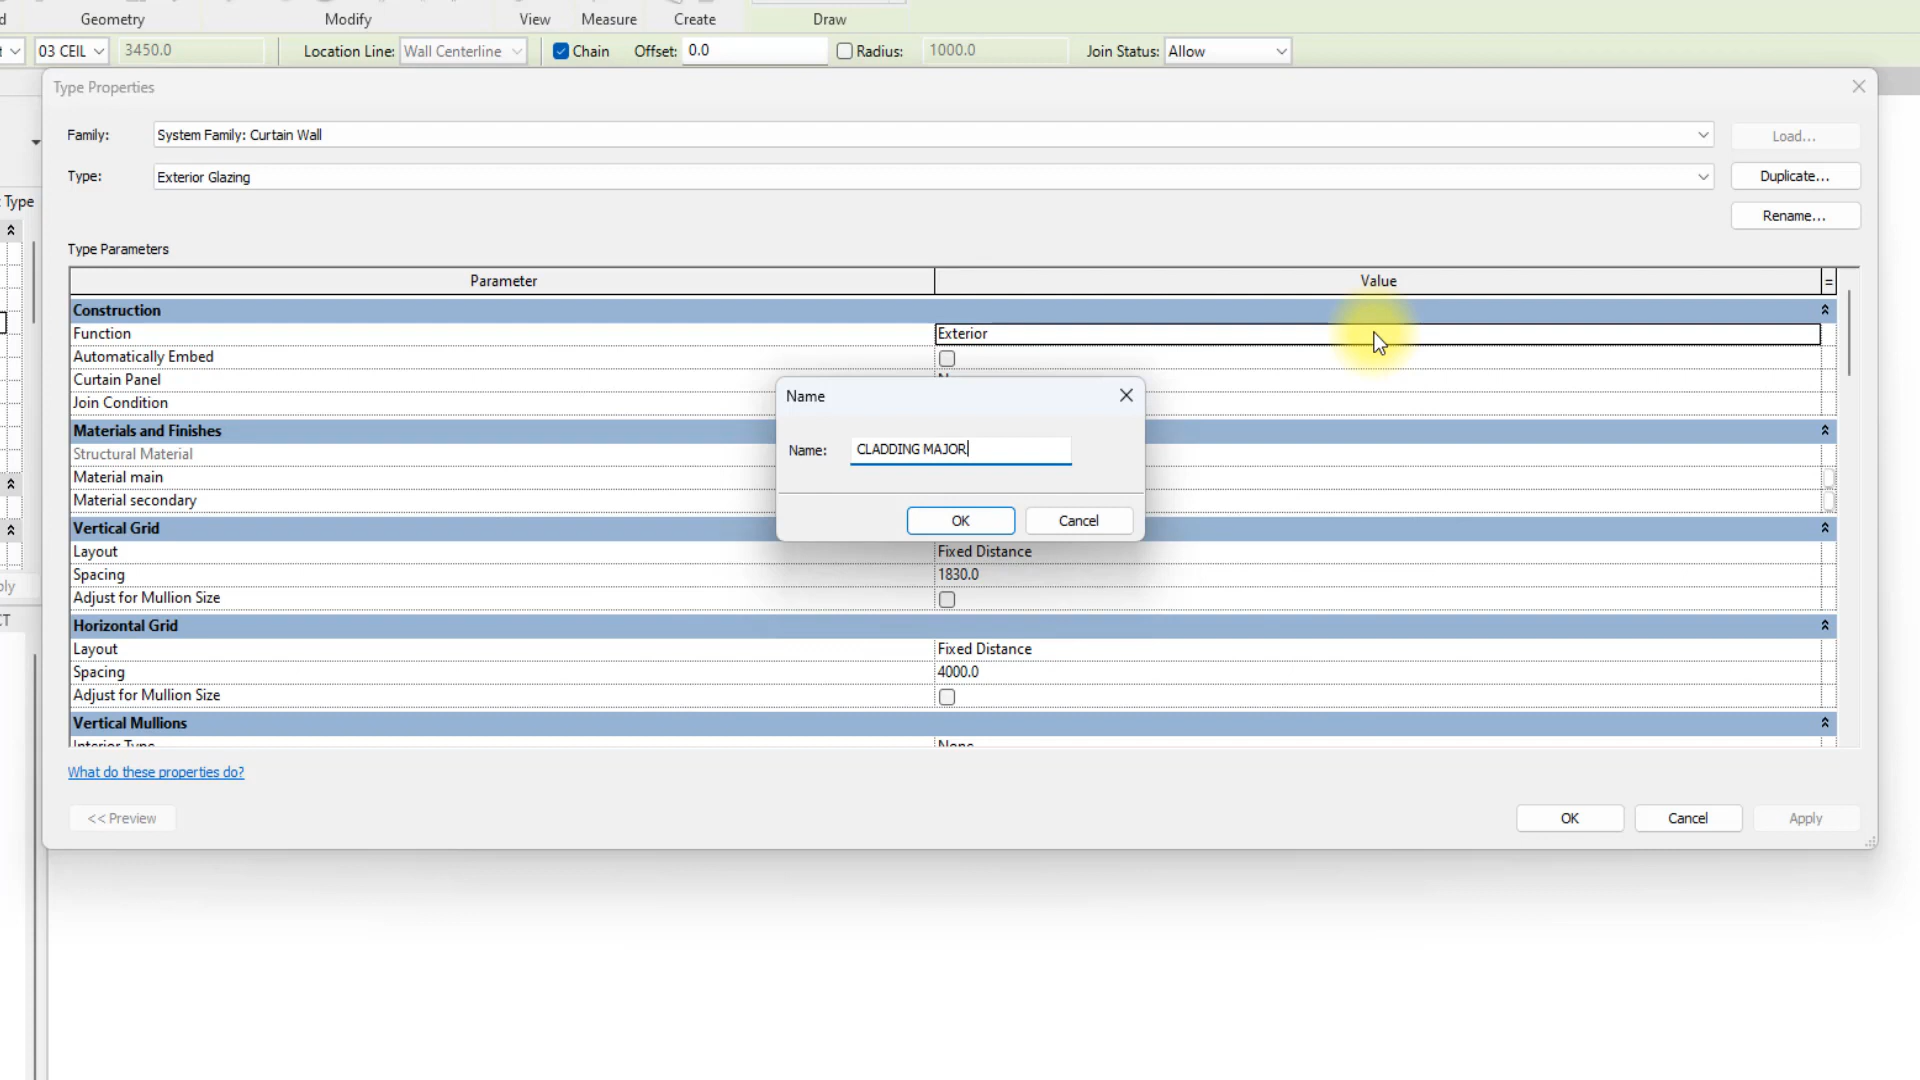 Geometry Modify View Measure Create Draw
03 CEIL 3450.0 Location Line: Wall Centerline Chain Offset: 0.0 Radius: 1000.0 Join Status: Allow
Type Properties
Family: System Family: Curtain Wall Load...
Type: Exterior Glazing Duplicate...
Type
Rename...
Type Parameters
Parameter Value =
Construction
Function Exterior
Automatically Embed
Curtain Panel
Join Condition
Name
Name: CLADDING MAJOR
OK Cancel
Materials and Finishes
Structural Material
Material main
Material secondary
Vertical Grid
Layout Fixed Distance
Spacing 1830.0
Adjust for Mullion Size
Horizontal Grid
Layout Fixed Distance
Spacing 4000.0
Adjust for Mullion Size
Vertical Mullions
Interior Type None
What do these properties do?
<< Preview OK Cancel Apply